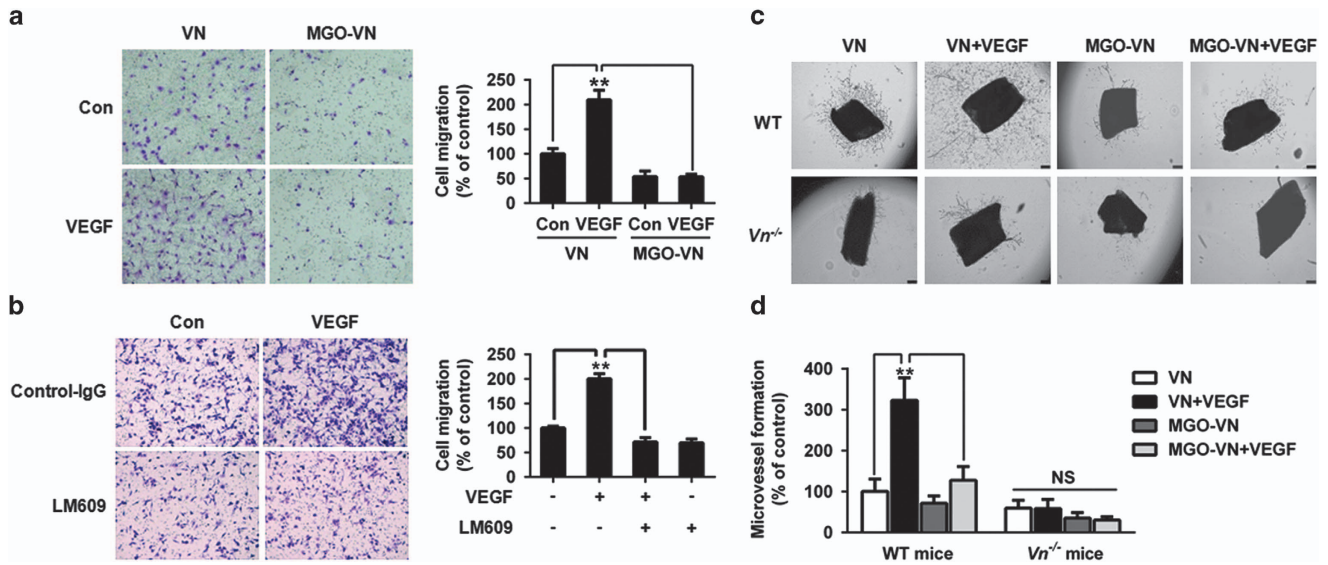 a
VN MGO-VN
Con
VEGF
Cell migration
(% of control)
250
200
150
100
50
0
**
Con VEGF Con VEGF
VN MGO-VN
b
Con VEGF
Control-IgG
LM609
Cell migration
(% of control)
250
200
150
100
50
0
**
VEGF - + + -
LM609 - - + +
c
VN VN+VEGF MGO-VN MGO-VN+VEGF
WT
Vn-/-
d
Microvessel formation
(% of control)
400
300
200
100
0
**
NS
WT mice Vn-/- mice
VN
VN+VEGF
MGO-VN
MGO-VN+VEGF